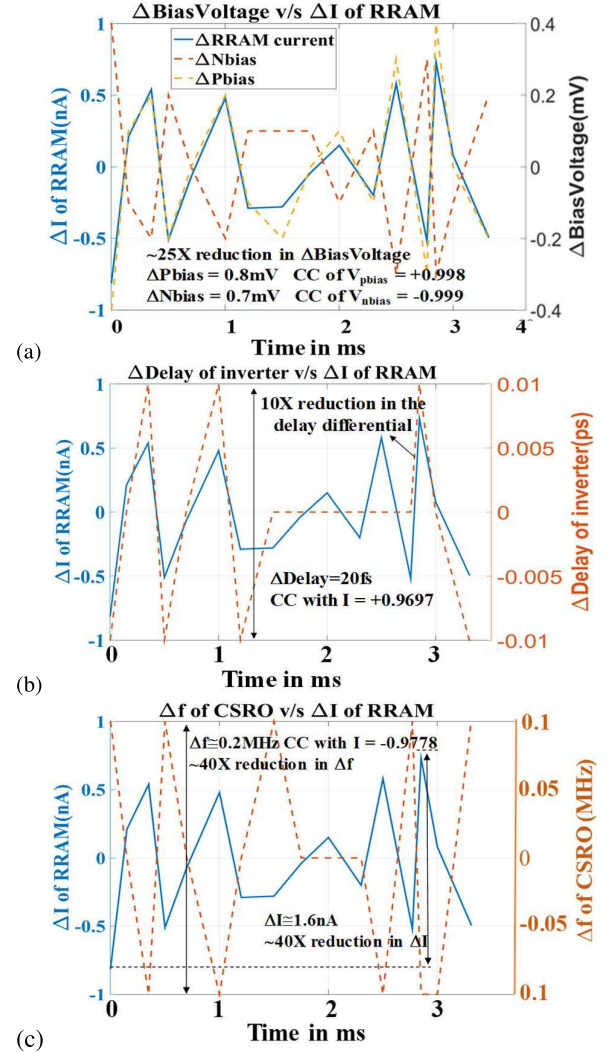 ΔBiasVoltage v/s ΔI of RRAM
1
0.5
0
-0.5
-1
ΔI of RRAM(nA)
ΔRRAM current
ΔNbias
ΔPbias
0.4
0.2
0
-0.2
-0.4
ΔBiasVoltage(mV)
~25X reduction in ΔBiasVoltage
ΔPbias = 0.8mV CC of Vpbias = +0.998
ΔNbias = 0.7mV CC of Vnbias = -0.999
0 1 2 3 4
Time in ms
(a)
ΔDelay of inverter v/s ΔI of RRAM
1
0.5
0
-0.5
-1
ΔI of RRAM(nA)
10X reduction in the
delay differential
ΔDelay=20fs
CC with I = +0.9697
0.01
0.005
0
-0.005
-0.01
ΔDelay of inverter(ps)
0 1 2 3
Time in ms
(b)
Δf of CSRO v/s ΔI of RRAM
1
0.5
0
-0.5
-1
ΔI of RRAM(nA)
Δf≅0.2MHz CC with I = -0.9778
~40X reduction in Δf
ΔI≅1.6nA
~40X reduction in ΔI
0.1
0.05
0
-0.05
0.1
Δf of CSRO (MHz)
0 1 2 3
Time in ms
(c)